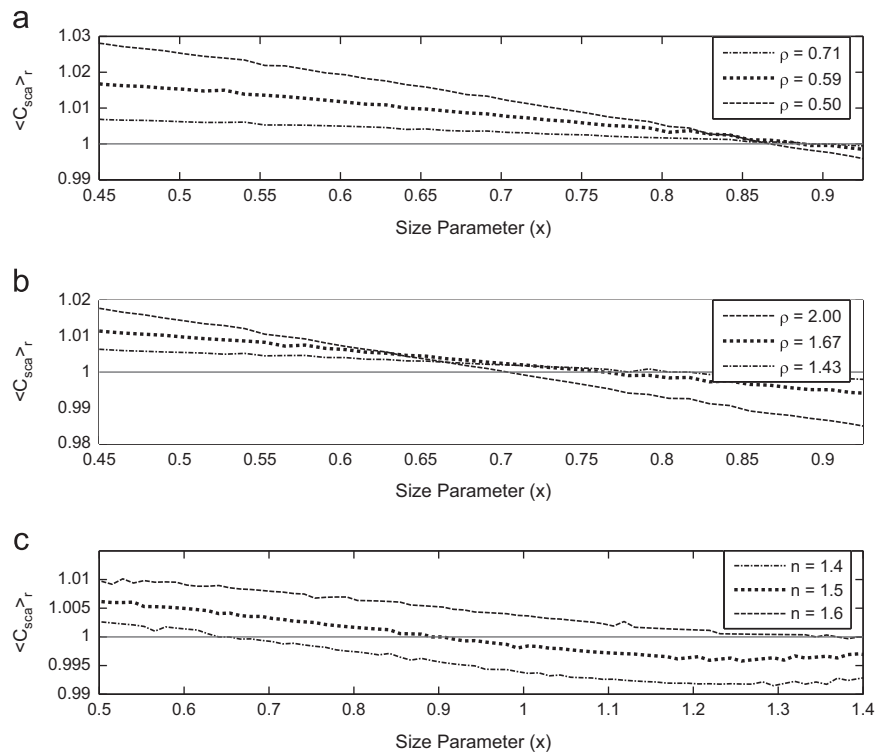 a
1.03
1.02
1.01
1
0.99
<C_sca>_r
ρ = 0.71
ρ = 0.59
ρ = 0.50
0.45 0.5 0.55 0.6 0.65 0.7 0.75 0.8 0.85 0.9
Size Parameter (x)
b
1.02
1.01
1
0.99
0.98
<C_sca>_r
ρ = 2.00
ρ = 1.67
ρ = 1.43
0.45 0.5 0.55 0.6 0.65 0.7 0.75 0.8 0.85 0.9
Size Parameter (x)
c
1.01
1.005
1
0.995
0.99
<C_sca>_r
n = 1.4
n = 1.5
n = 1.6
0.5 0.6 0.7 0.8 0.9 1 1.1 1.2 1.3 1.4
Size Parameter (x)